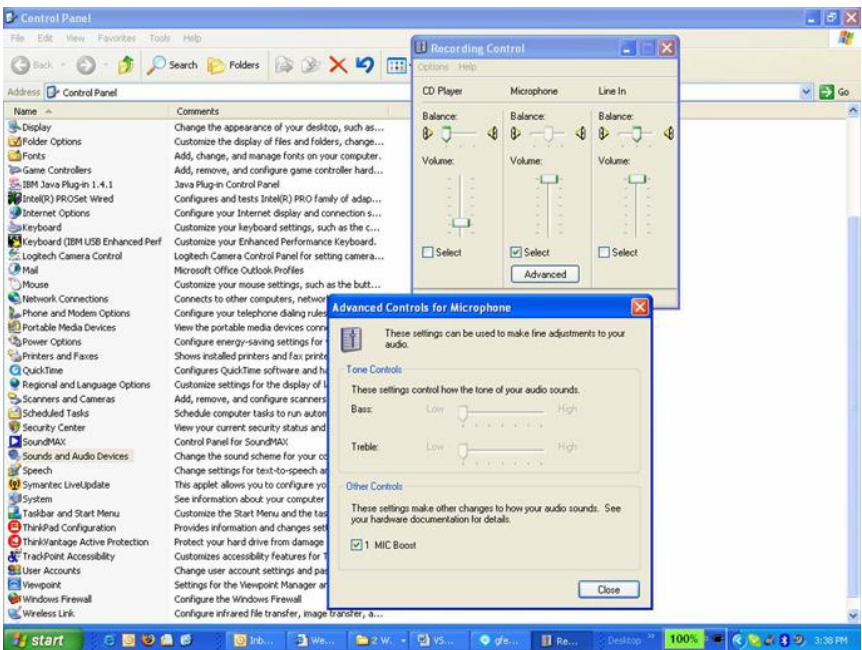 Control Panel
File Edit View Favorites Tools Help
Back Search Folders
Address Control Panel Go
Name Comments
Display Change the appearance of your desktop, such as...
Folder Options Customize the display of files and folders, change...
Fonts Add, change, and manage fonts on your computer.
Game Controllers Add, remove, and configure game controller hard...
IBM Java Plug-in 1.4.1 Java Plug-in Control Panel
Intel(R) PROSet Wired Configures and tests Intel(R) PRO family of adap...
Internet Options Configure your Internet display and connection s...
Keyboard Customize your keyboard settings, such as the c...
Keyboard (IBM USB Enhanced Perf Customize your Enhanced Performance Keyboard.
Logitech Camera Control Logitech Camera Control Panel for setting camera...
Mail Microsoft Office Outlook Profiles
Mouse Customize your mouse settings, such as the butt...
Network Connections Connects to other computers, networ
Phone and Modem Options Configure your telephone dialing rules
Portable Media Devices View the portable media devices conn
Power Options Configure energy-saving settings for
Printers and Faxes Shows installed printers and fax printe
QuickTime Configures QuickTime software and ha
Regional and Language Options Customize settings for the display of l
Scanners and Cameras Add, remove, and configure scanners
Scheduled Tasks Schedule computer tasks to run autom
Security Center View your current security status and
SoundMAX Control Panel for SoundMAX
Sounds and Audio Devices Change the sound scheme for your co
Speech Change settings for text-to-speech an
Symantec LiveUpdate This applet allows you to configure yo
System See information about your computer
Taskbar and Start Menu Customize the Start Menu and the tas
ThinkPad Configuration Provides information and changes sett
ThinkVantage Active Protection Protect your hard drive from damage
TrackPoint Accessibility Customizes accessibility features for T
User Accounts Change user account settings and pas
Viewpoint Settings for the Viewpoint Manager an
Windows Firewall Configure the Windows Firewall
Wireless Link Configure infrared file transfer, image transfer, a...
Recording Control
Options Help
CD Player Microphone Line In
Balance: Balance: Balance:
Volume: Volume: Volume:
Select Select Select
Advanced
Advanced Controls for Microphone
These settings can be used to make fine adjustments to your
audio.
Tone Controls
These settings control how the tone of your audio sounds.
Bass: Low High
Treble: Low High
Other Controls
These settings make other changes to how your audio sounds. See
your hardware documentation for details.
1 MIC Boost
Close
start Inb... We... 2 W. VS... gfe... Re... Desktop 100% 3:38 PM